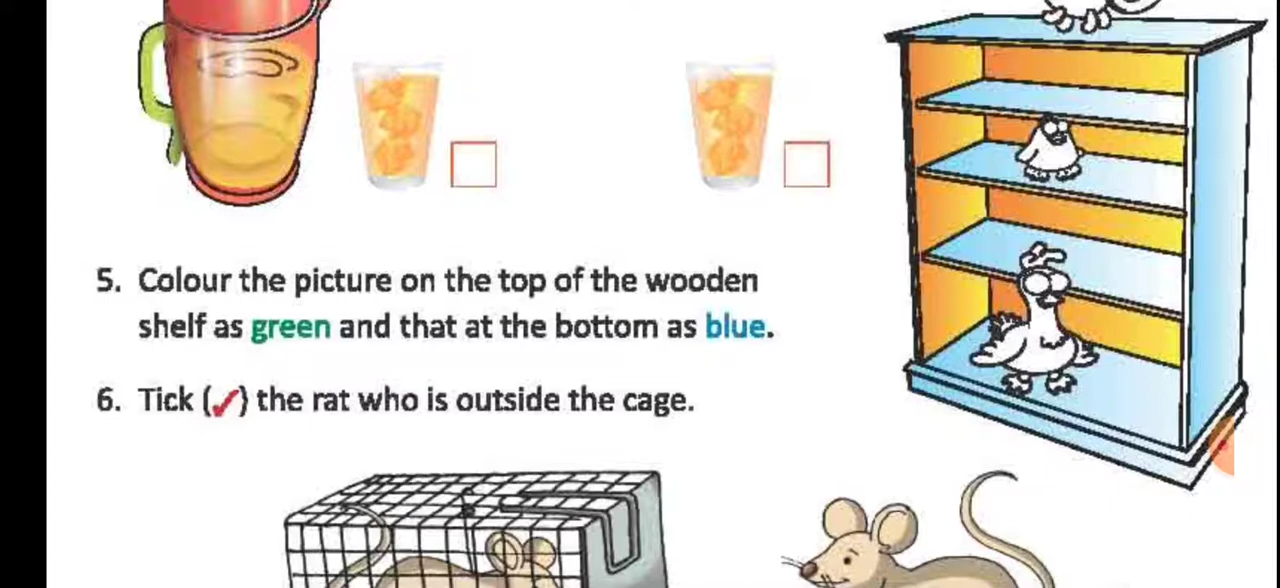 5. Colour the picture on the top of the wooden
shelf as green and that at the bottom as blue.
6. Tick (✓) the rat who is outside the cage.